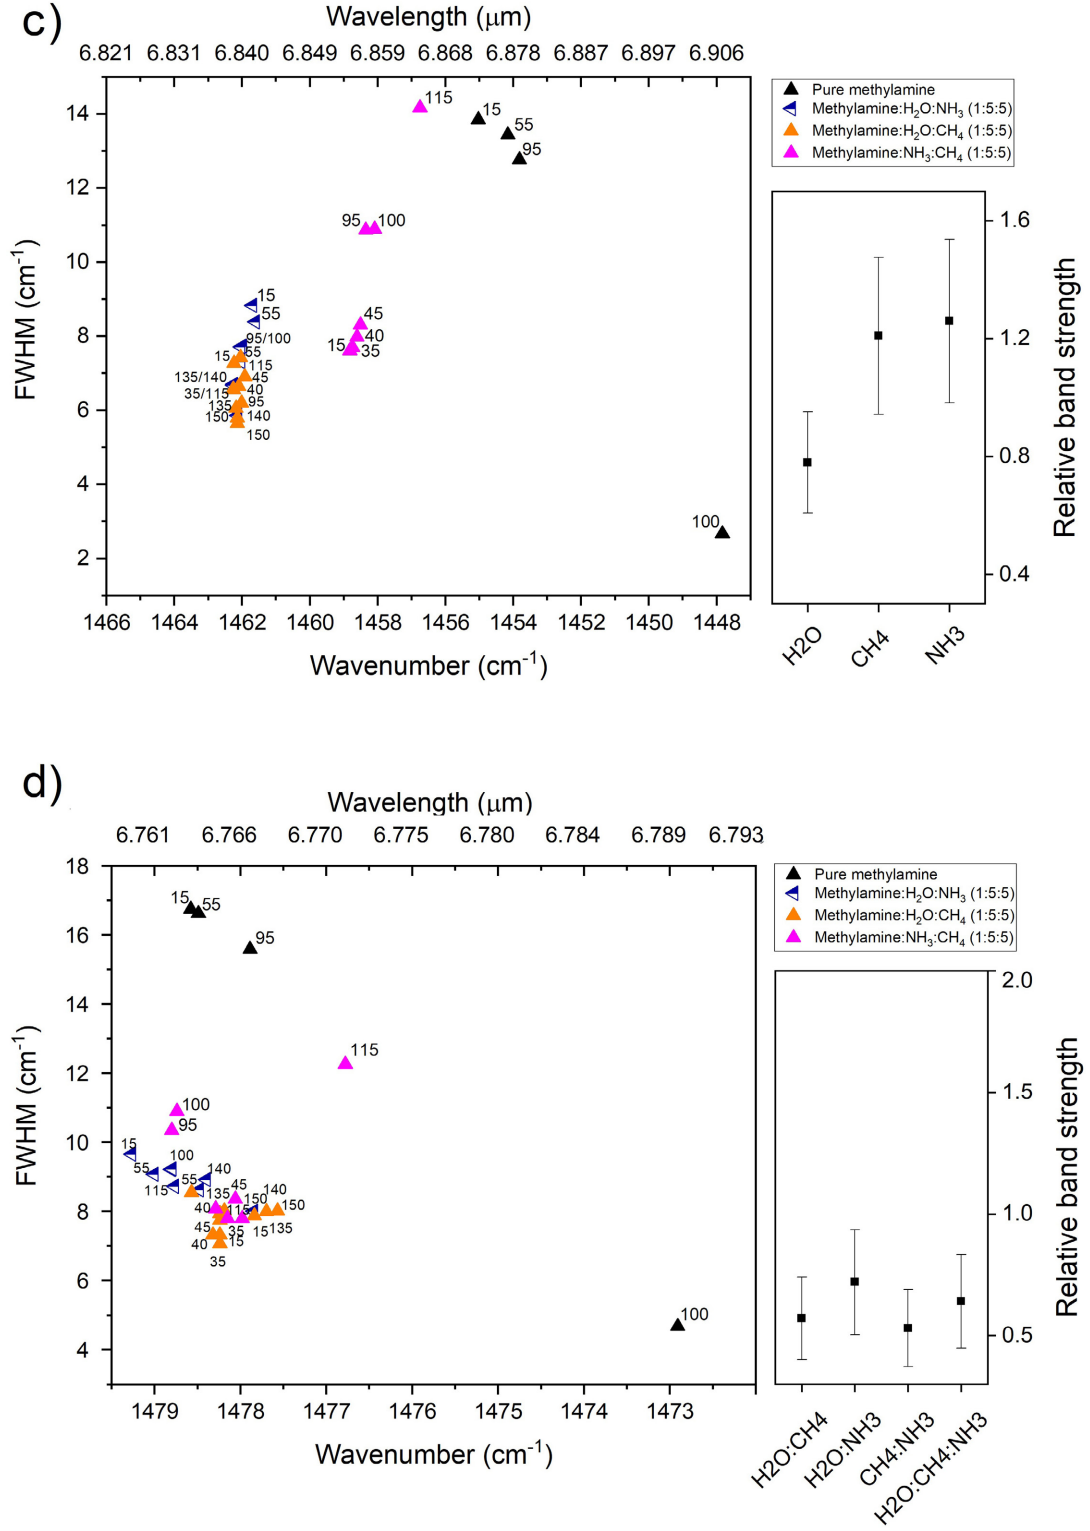 c)
Wavelength (μm)
6.821 6.831 6.840 6.849 6.859 6.868 6.878 6.887 6.897 6.906
14
12
10
8
6
4
2
FWHM (cm⁻¹)
115
15
55
95
95 100
15
55
95/100
45
40
15 35
15 55
115
135/140 45
35/115 40
135 95
150 140
150
100
1466 1464 1462 1460 1458 1456 1454 1452 1450 1448
Wavenumber (cm⁻¹)
Pure methylamine
Methylamine:H₂O:NH₃ (1:5:5)
Methylamine:H₂O:CH₄ (1:5:5)
Methylamine:NH₃:CH₄ (1:5:5)
1.6
1.2
0.8
0.4
Relative band strength
H2O CH4 NH3
d)
Wavelength (μm)
6.761 6.766 6.770 6.775 6.780 6.784 6.789 6.793
18
16
14
12
10
8
6
4
FWHM (cm⁻¹)
15 55
95
115
100
95
15
55 100
140
115 55 135 45
40 115 150 140 150
45 35 15 135
40 15
35
100
1479 1478 1477 1476 1475 1474 1473
Wavenumber (cm⁻¹)
Pure methylamine
Methylamine:H₂O:NH₃ (1:5:5)
Methylamine:H₂O:CH₄ (1:5:5)
Methylamine:NH₃:CH₄ (1:5:5)
2.0
1.5
1.0
0.5
Relative band strength
H2O:CH4
H2O:NH3
CH4:NH3
H2O:CH4:NH3